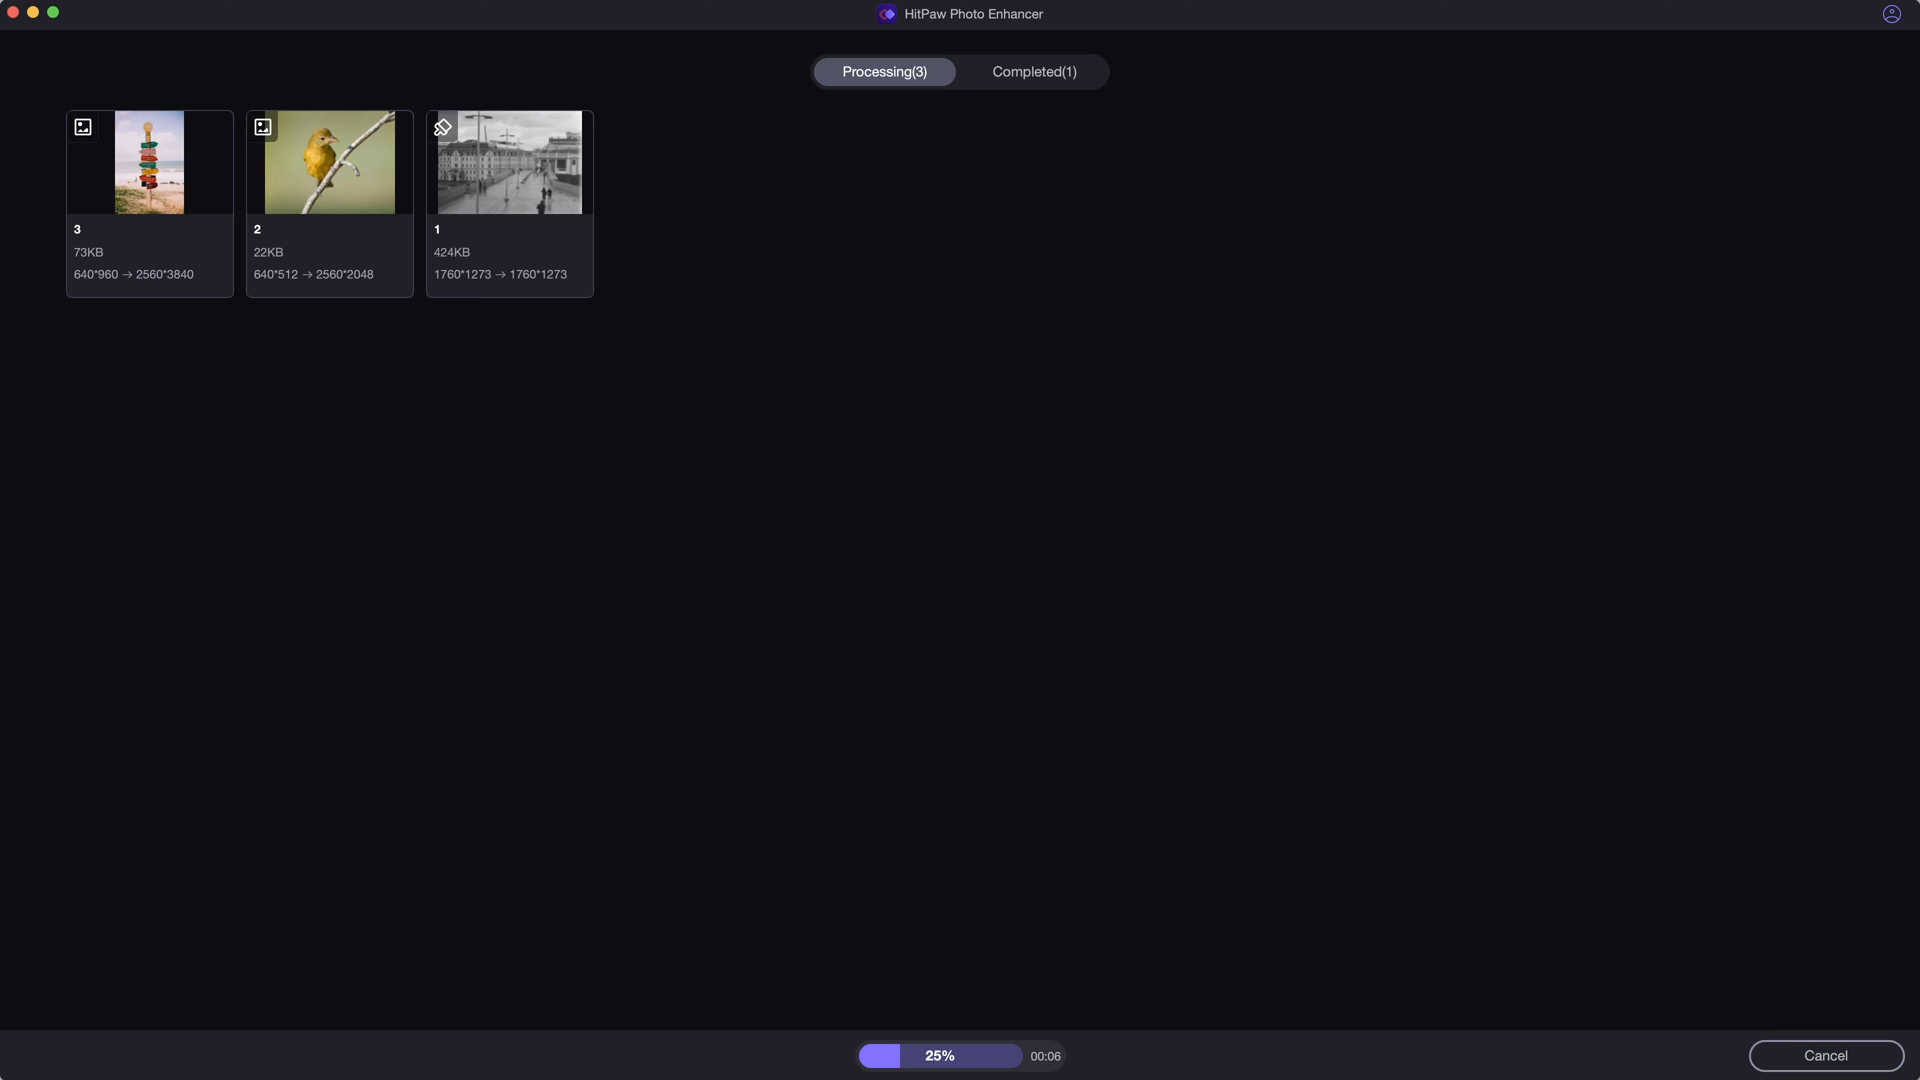 HitPaw Photo Enhancer
Processing(3)
Completed(1)
3
73KB
640*960 → 2560*3840
2
22KB
640*512 → 2560*2048
1
424KB
1760*1273 → 1760*1273
25%
00:06
Cancel